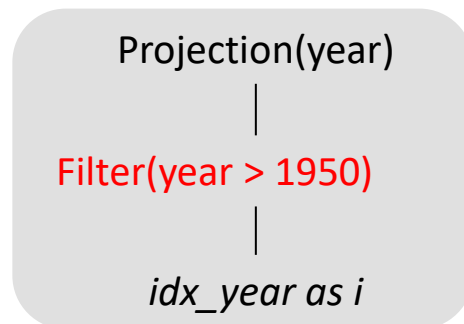 Projection(year)
Filter(year > 1950)
idx_year as i